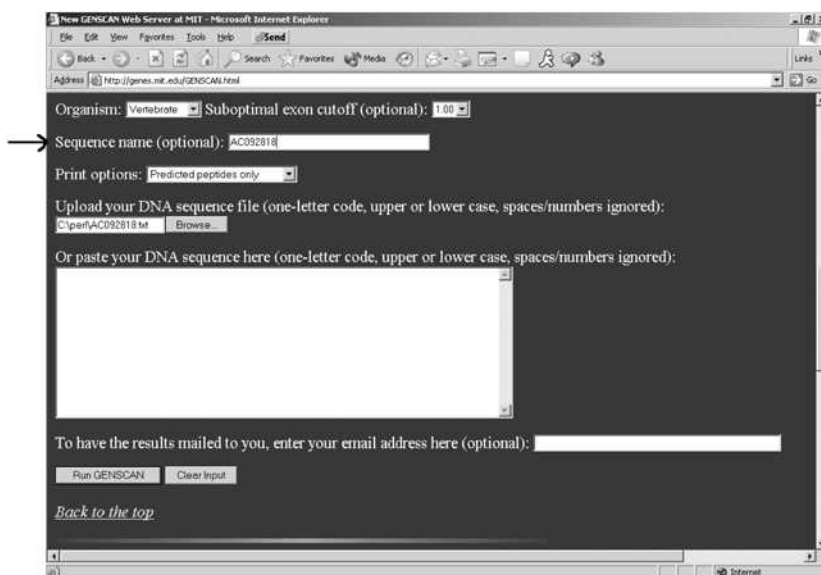 New GENSCAN Web Server at MIT - Microsoft Internet Explorer
File Edit View Favorites Tools Help Send
Back Search Favorites Media
Links
Address http://genes.mit.edu/GENSCAN.html Go
Organism: Vertebrate Suboptimal exon cutoff (optional): 1.00
Sequence name (optional): AC092818
Print options: Predicted peptides only
Upload your DNA sequence file (one-letter code, upper or lower case, spaces/numbers ignored):
C:\perl\AC092818.txt Browse...
Or paste your DNA sequence here (one-letter code, upper or lower case, spaces/numbers ignored):
To have the results mailed to you, enter your email address here (optional):
Run GENSCAN Clear Input
Back to the top
Internet